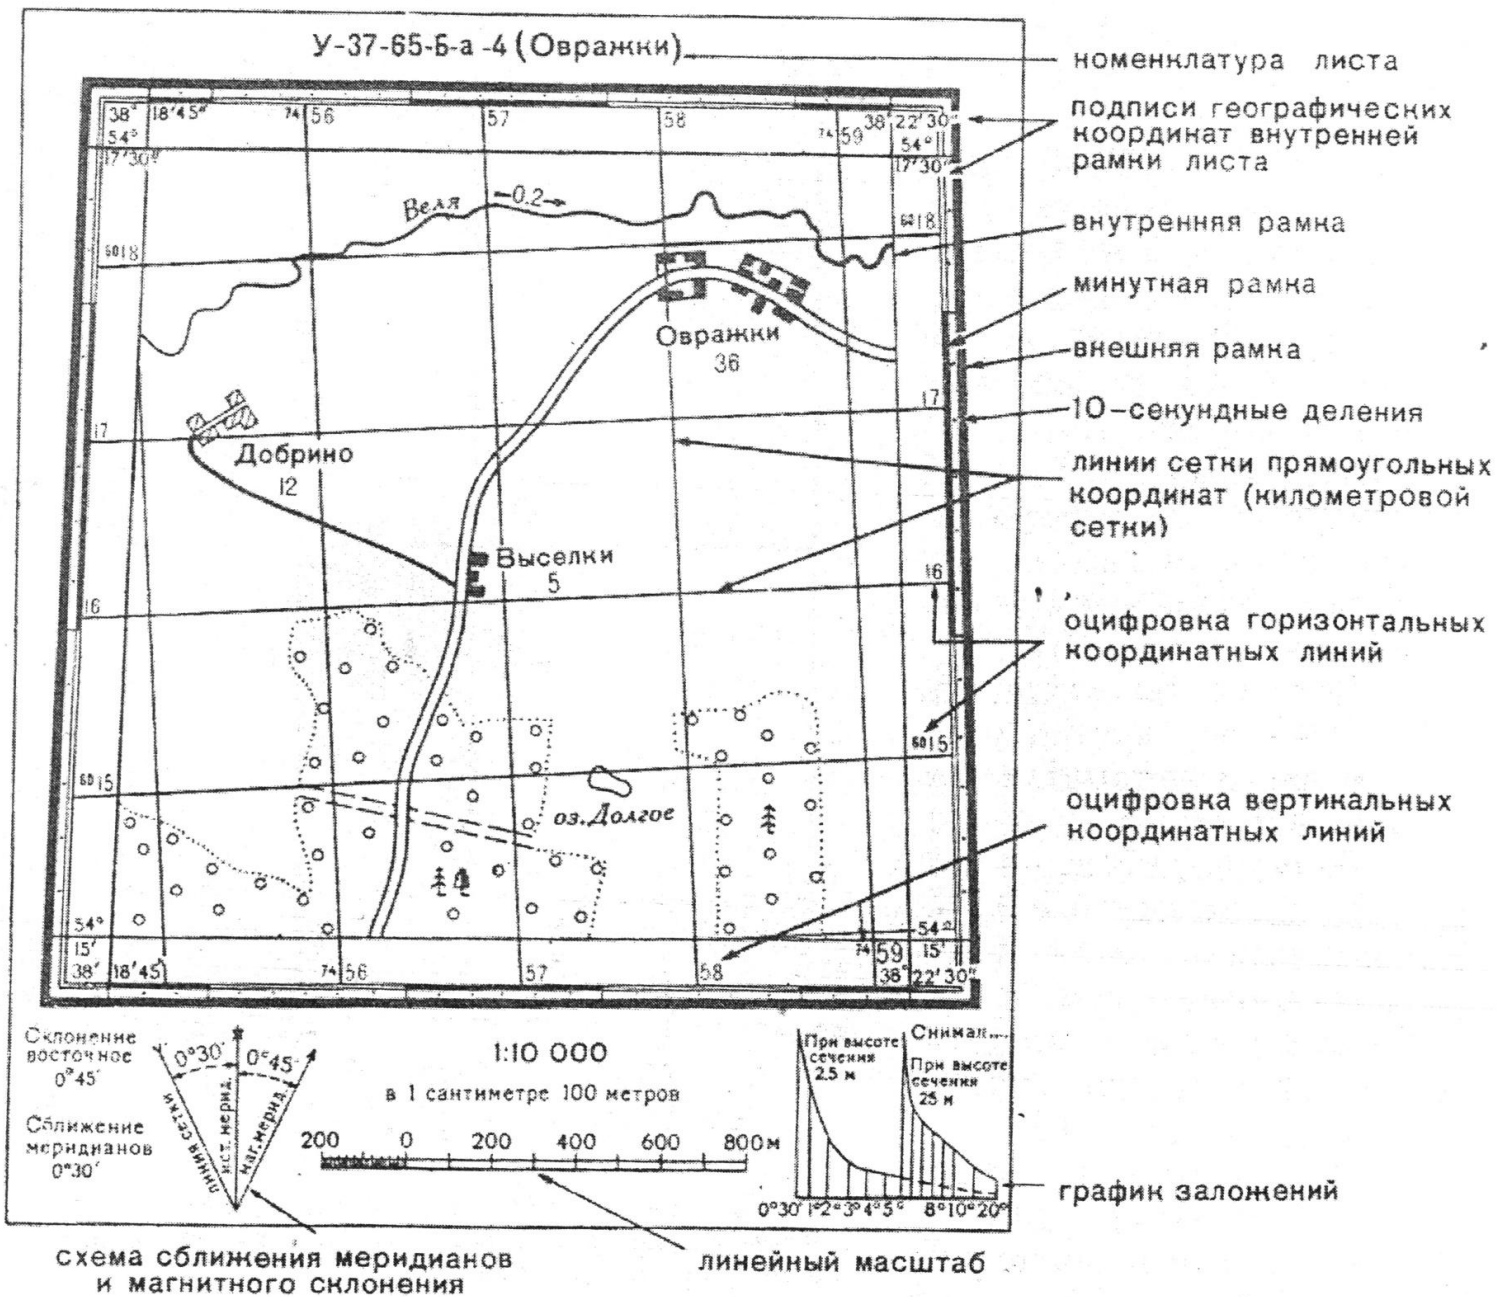 У-37-65-Б-а-4 (Овражки)
номенклатура листа
38° 18'45" 74 56 57 58 74 59 38° 22'30"
54° 54°
17'30" 17'30"
подписи географических
координат внутренней
рамки листа
Веля 0.2
6018 6018
внутренняя рамка
минутная рамка
внешняя рамка
Овражки
36
17 17
10-секундные деления
Добрино
12
линии сетки прямоугольных
координат (километровой
сетки)
Выселки
5
16 16
оцифровка горизонтальных
координатных линий
6015 6015
оз. Долгое
оцифровка вертикальных
координатных линий
54° 54°
15' 74 59 15'
38° 18'45' 74 56 57 58 38° 22'30"
Склонение
восточное
0°45'
Сближение
меридианов
0°30'
0°30' 0°45'
линия сетки
ист. мерид.
маг. мерид.
1:10 000
в 1 сантиметре 100 метров
200 0 200 400 600 800м
Снимал....
При высоте
сечения
2,5 м
При высоте
сечения
25 м
0°30' 1° 2° 3° 4° 5° 8° 10° 20°
график заложений
схема сближения меридианов
и магнитного склонения
линейный масштаб